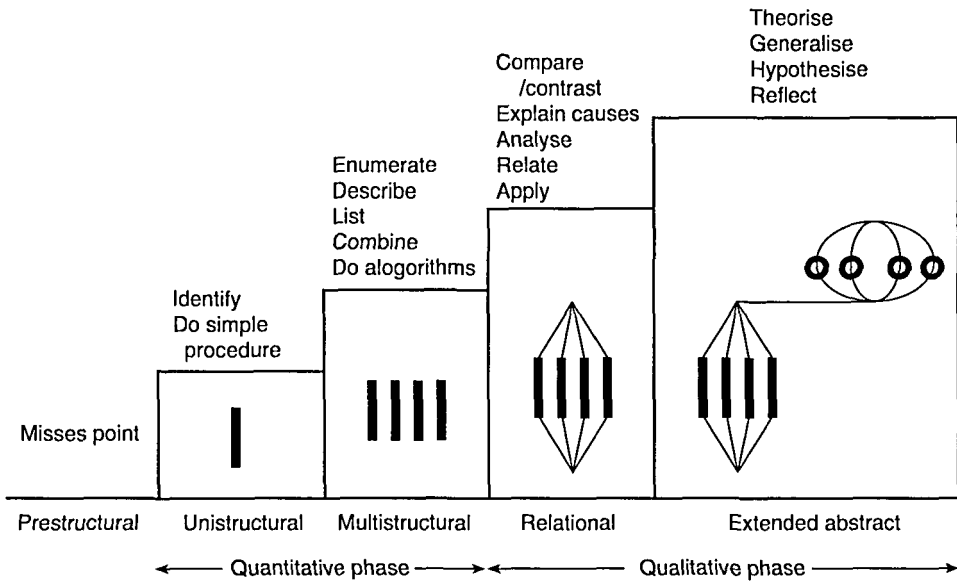 Theorise
Generalise
Hypothesise
Reflect
Compare
/contrast
Explain causes
Analyse
Relate
Apply
Enumerate
Describe
List
Combine
Do alogorithms
Identify
Do simple
procedure
Misses point
Prestructural Unistructural Multistructural Relational Extended abstract
Quantitative phase Qualitative phase